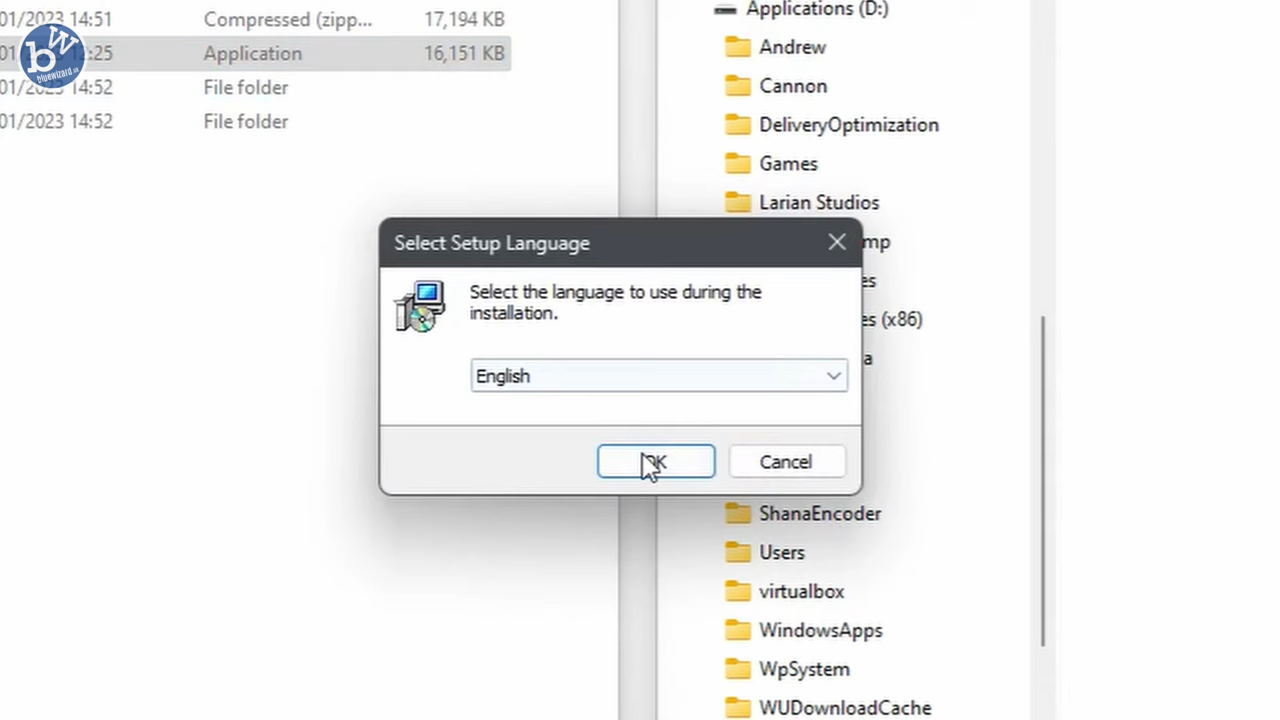 01/2023 14:51 Compressed (zipp... 17,194 KB
01 12:25 Application 16,151 KB
01/2023 14:52 File folder
01/2023 14:52 File folder
bw
bluewizard
Applications (D:)
Andrew
Cannon
DeliveryOptimization
Games
Larian Studios
mp
es
es (x86)
a
Select Setup Language
Select the language to use during the
installation.
English
OK Cancel
ShanaEncoder
Users
virtualbox
WindowsApps
WpSystem
WUDownloadCache